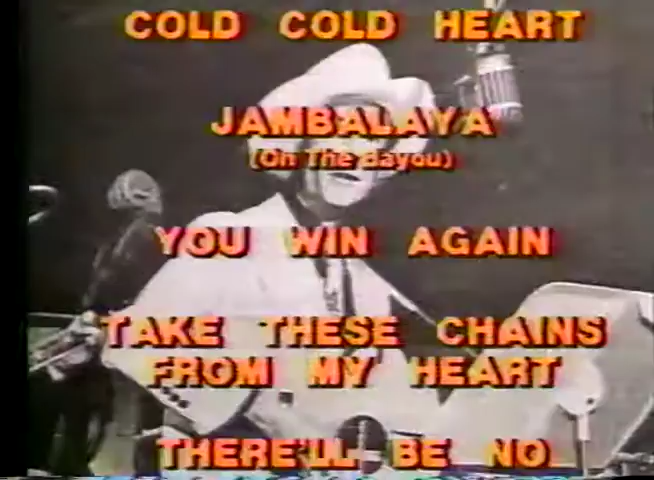 COLD COLD HEART
JAMBALAYA
(On The Bayou)
YOU WIN AGAIN
TAKE THESE CHAINS
FROM MY HEART
THERE'LL BE NO